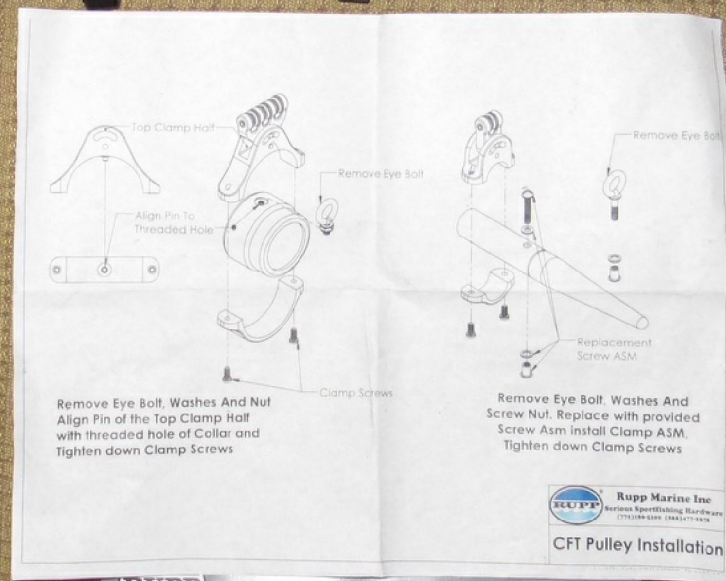 Top Clamp Half
Remove Eye Bolt
Align Pin To
Threaded Hole
Clamp Screws
Remove Eye Bolt, Washes And Nut
Align Pin of the Top Clamp Half
with threaded hole of Collar and
Tighten down Clamp Screws
Remove Eye Bolt
Replacement
Screw ASM
Remove Eye Bolt, Washes And
Screw Nut. Replace with provided
Screw Asm install Clamp ASM.
Tighten down Clamp Screws
RUPP
Rupp Marine Inc
Serious Sportfishing Hardware
CFT Pulley Installation